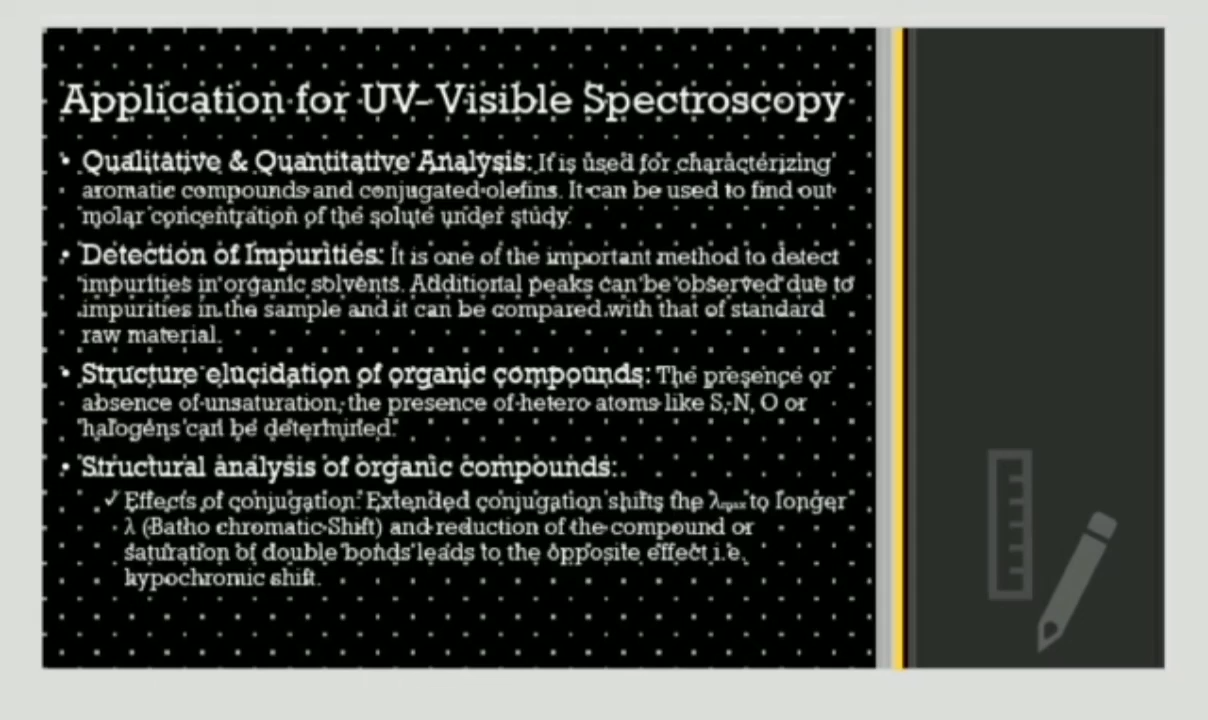 Application for UV-Visible Spectroscopy
• Qualitative & Quantitative Analysis: It is used for characterizing
aromatic compounds and conjugated olefins. It can be used to find out
molar concentration of the solute under study.
• Detection of Impurities: It is one of the important method to detect
impurities in organic solvents. Additional peaks can be observed due to
impurities in the sample and it can be compared with that of standard
raw material.
• Structure elucidation of organic compounds: The presence or
absence of unsaturation, the presence of hetero atoms like S, N, O or
halogens can be determined.
• Structural analysis of organic compounds:
✓ Effects of conjugation: Extended conjugation shifts the λmax to longer
λ (Batho chromatic Shift) and reduction of the compound or
saturation of double bonds leads to the opposite effect i.e.
hypochromic shift.